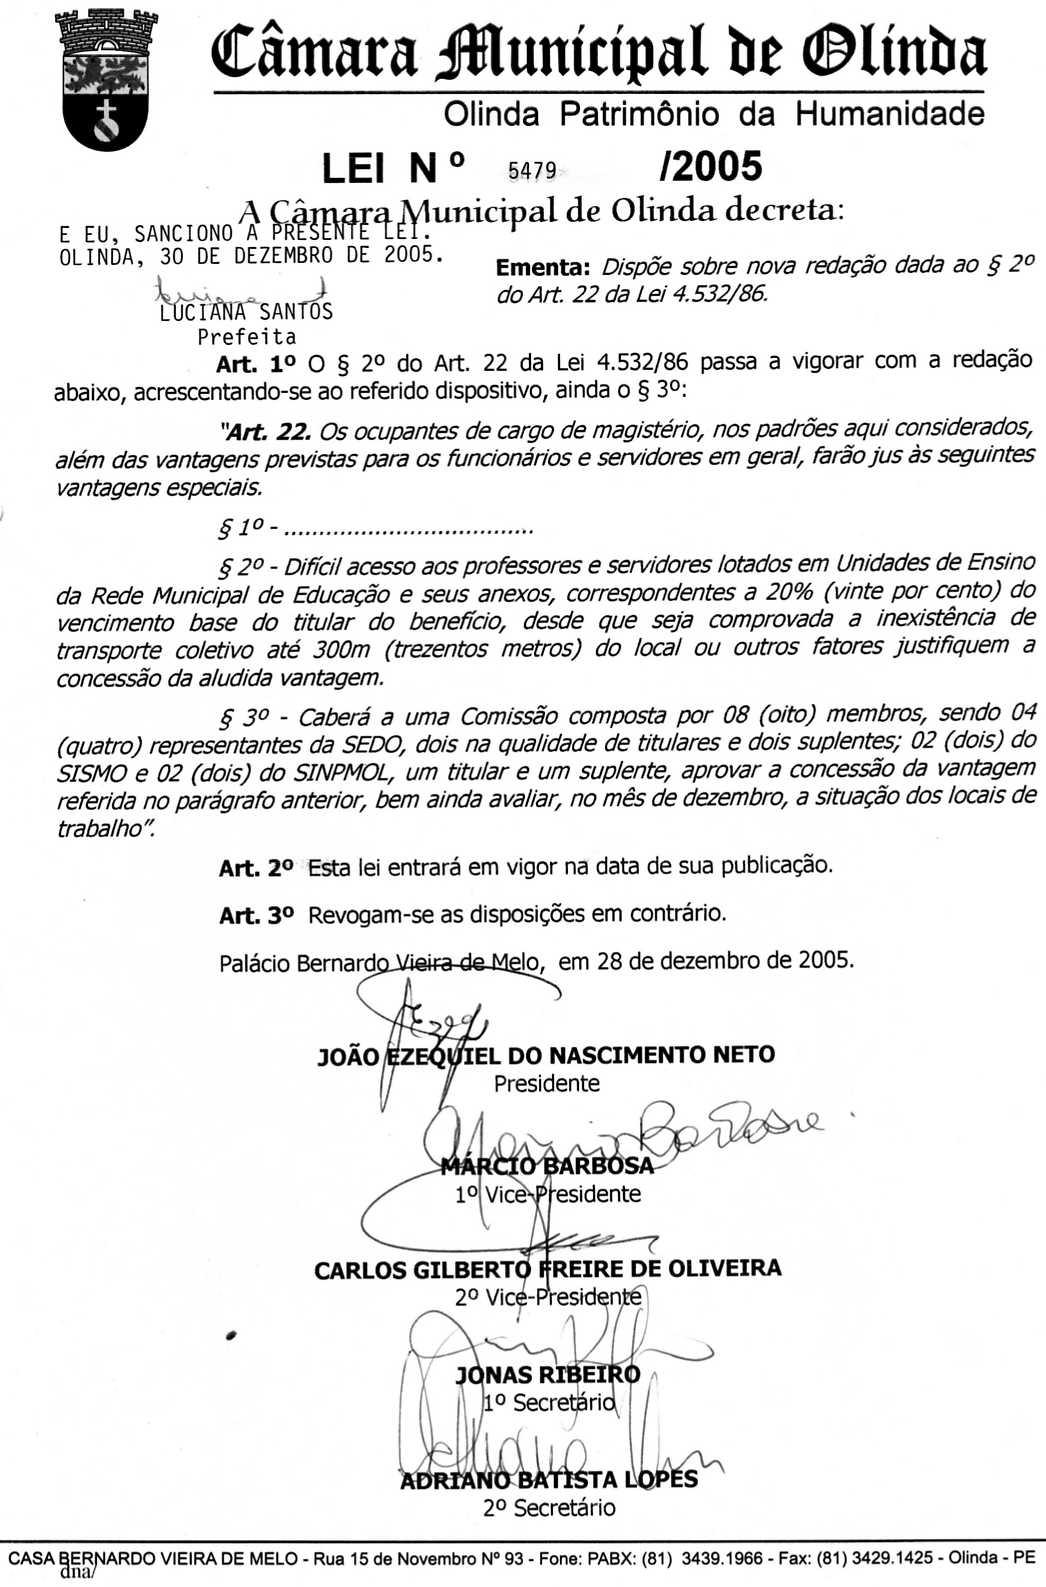 Câmara Municipal de Olinda
Olinda Patrimônio da Humanidade
LEI Nº 5479 /2005
A Câmara Municipal de Olinda decreta:
E EU, SANCIONO A PRESENTE LEI.
OLINDA, 30 DE DEZEMBRO DE 2005.
LUCIANA SANTOS
Prefeita
Ementa: Dispõe sobre nova redação dada ao § 2º
do Art. 22 da Lei 4.532/86.
Art. 1º O § 2º do Art. 22 da Lei 4.532/86 passa a vigorar com a redação
abaixo, acrescentando-se ao referido dispositivo, ainda o § 3º:
"Art. 22. Os ocupantes de cargo de magistério, nos padrões aqui considerados,
além das vantagens previstas para os funcionários e servidores em geral, farão jus às seguintes
vantagens especiais.
§ 1º - ....................................
§ 2º - Difícil acesso aos professores e servidores lotados em Unidades de Ensino
da Rede Municipal de Educação e seus anexos, correspondentes a 20% (vinte por cento) do
vencimento base do titular do benefício, desde que seja comprovada a inexistência de
transporte coletivo até 300m (trezentos metros) do local ou outros fatores justifiquem a
concessão da aludida vantagem.
§ 3º - Caberá a uma Comissão composta por 08 (oito) membros, sendo 04
(quatro) representantes da SEDO, dois na qualidade de titulares e dois suplentes; 02 (dois) do
SISMO e 02 (dois) do SINPMOL, um titular e um suplente, aprovar a concessão da vantagem
referida no parágrafo anterior, bem ainda avaliar, no mês de dezembro, a situação dos locais de
trabalho".
Art. 2º Esta lei entrará em vigor na data de sua publicação.
Art. 3º Revogam-se as disposições em contrário.
Palácio Bernardo Vieira de Melo, em 28 de dezembro de 2005.
JOÃO EZEQUIEL DO NASCIMENTO NETO
Presidente
MÁRCIO BARBOSA
1º Vice-Presidente
CARLOS GILBERTO FREIRE DE OLIVEIRA
2º Vice-Presidente
JONAS RIBEIRO
1º Secretário
ADRIANO BATISTA LOPES
2º Secretário
CASA BERNARDO VIEIRA DE MELO - Rua 15 de Novembro Nº 93 - Fone: PABX: (81) 3439.1966 - Fax: (81) 3429.1425 - Olinda - PE
dna/